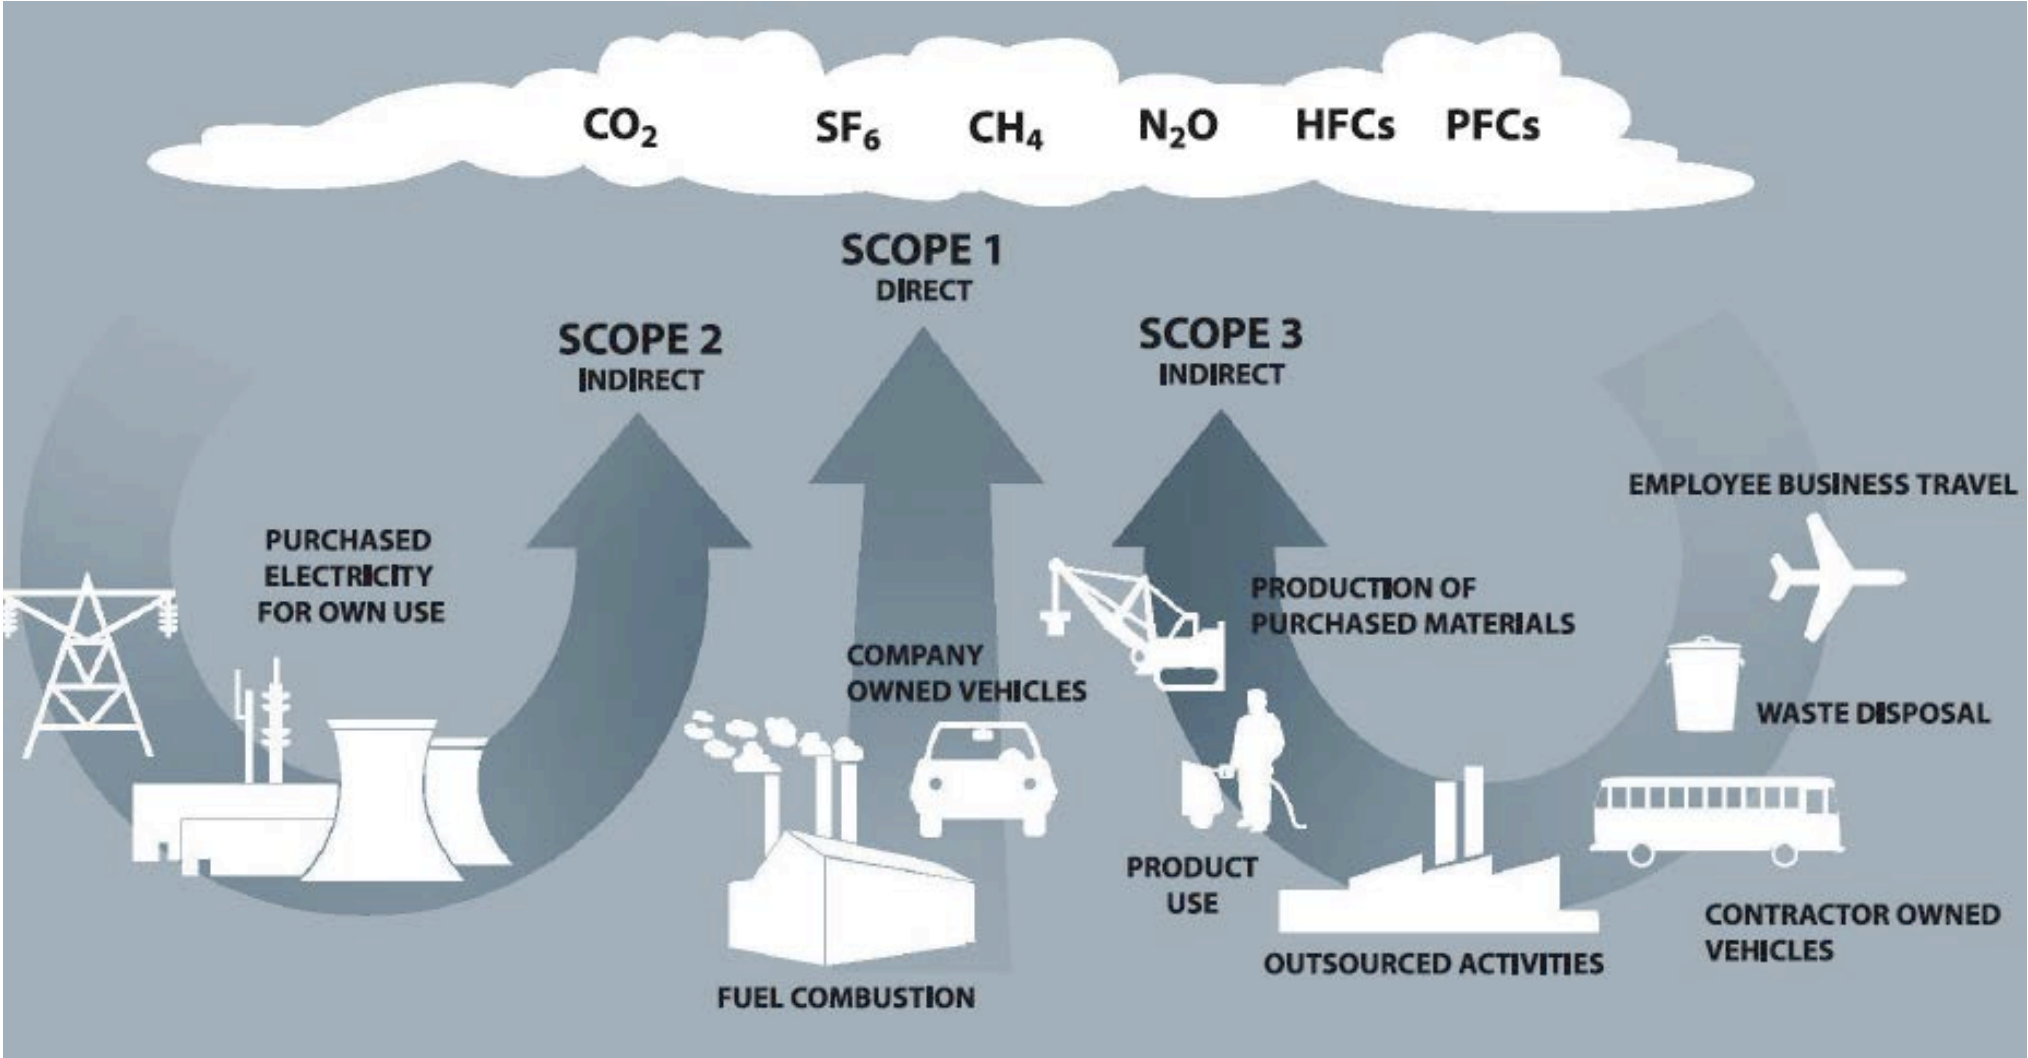 CO₂ SF₆ CH₄ N₂O HFCs PFCs
SCOPE 1
DIRECT
SCOPE 2
INDIRECT
SCOPE 3
INDIRECT
PURCHASED
ELECTRICITY
FOR OWN USE
COMPANY
OWNED VEHICLES
FUEL COMBUSTION
PRODUCTION OF
PURCHASED MATERIALS
PRODUCT
USE
OUTSOURCED ACTIVITIES
EMPLOYEE BUSINESS TRAVEL
WASTE DISPOSAL
CONTRACTOR OWNED
VEHICLES